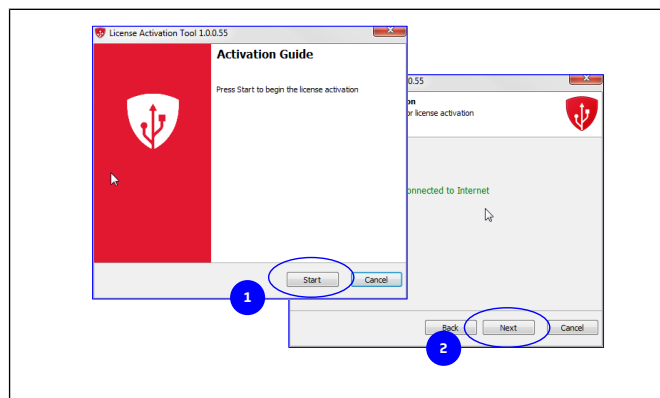 License Activation Tool 1.0.0.55
Activation Guide
Press Start to begin the license activation
Start
Cancel
1
0.55
on
or license activation
onnected to Internet
Back
Next
Cancel
2